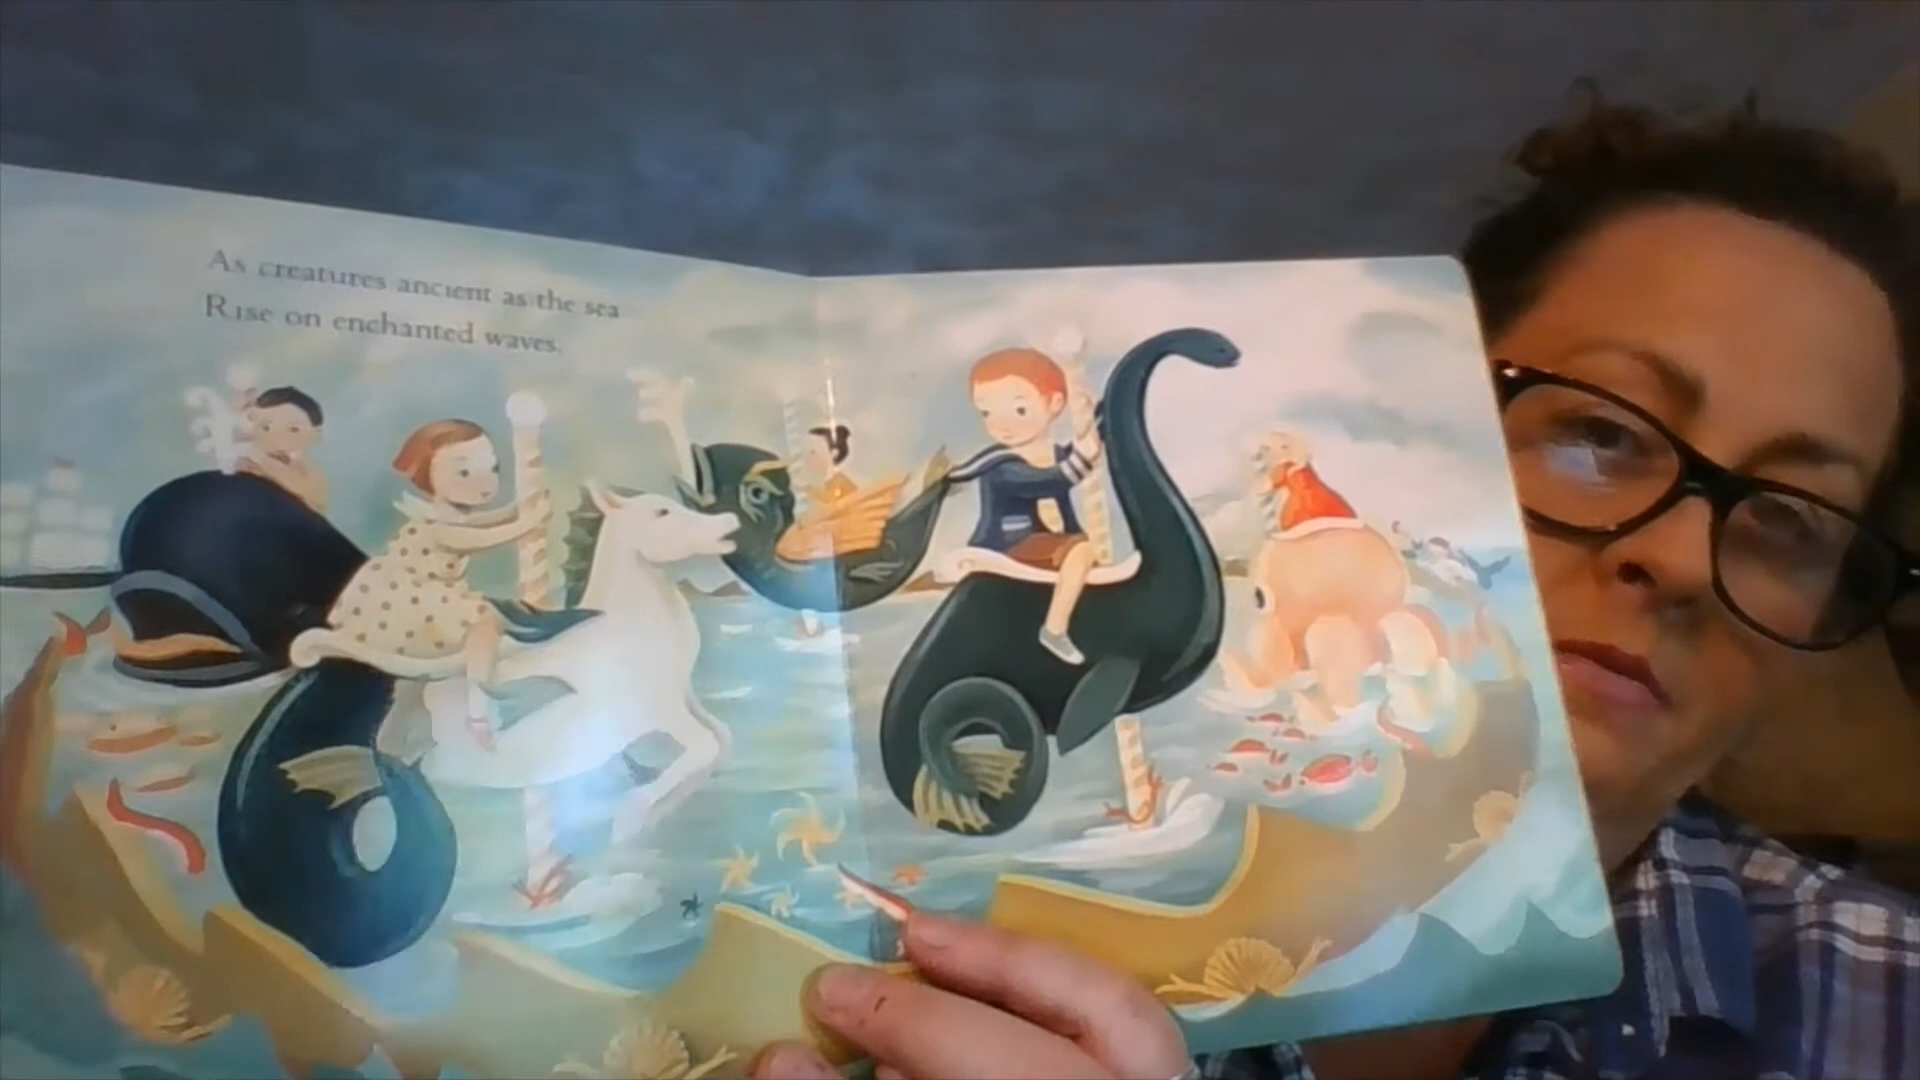 As creatures ancient as the sea
Rise on enchanted waves.